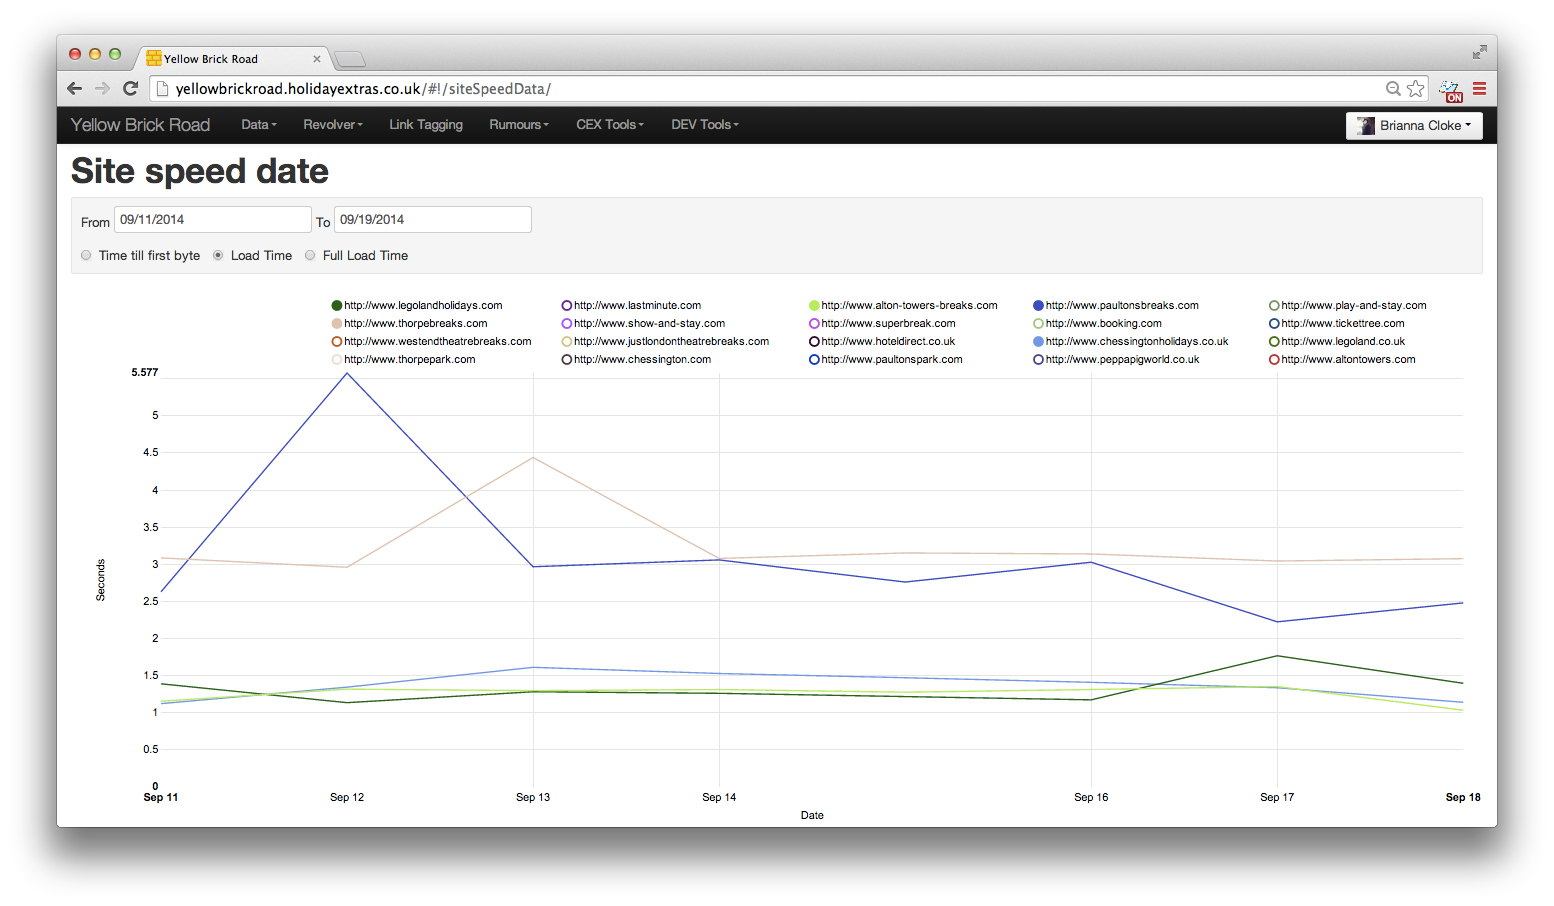 Yellow Brick Road
yellowbrickroad.holidayextras.co.uk/#!/siteSpeedData/
ON
Yellow Brick Road Data Revolver Link Tagging Rumours CEX Tools DEV Tools Brianna Cloke
Site speed date
From 09/11/2014 To 09/19/2014
Time till first byte Load Time Full Load Time
http://www.legolandholidays.com http://www.lastminute.com http://www.alton-towers-breaks.com http://www.paultonsbreaks.com http://www.play-and-stay.com
http://www.thorpebreaks.com http://www.show-and-stay.com http://www.superbreak.com http://www.booking.com http://www.tickettree.com
http://www.westendtheatrebreaks.com http://www.justlondontheatrebreaks.com http://www.hoteldirect.co.uk http://www.chessingtonholidays.co.uk http://www.legoland.co.uk
http://www.thorpepark.com http://www.chessington.com http://www.paultonspark.com http://www.peppapigworld.co.uk http://www.altontowers.com
5.577
5
4.5
4
3.5
3
Seconds
2.5
2
1.5
1
0.5
0
Sep 11 Sep 12 Sep 13 Sep 14 Sep 16 Sep 17 Sep 18
Date